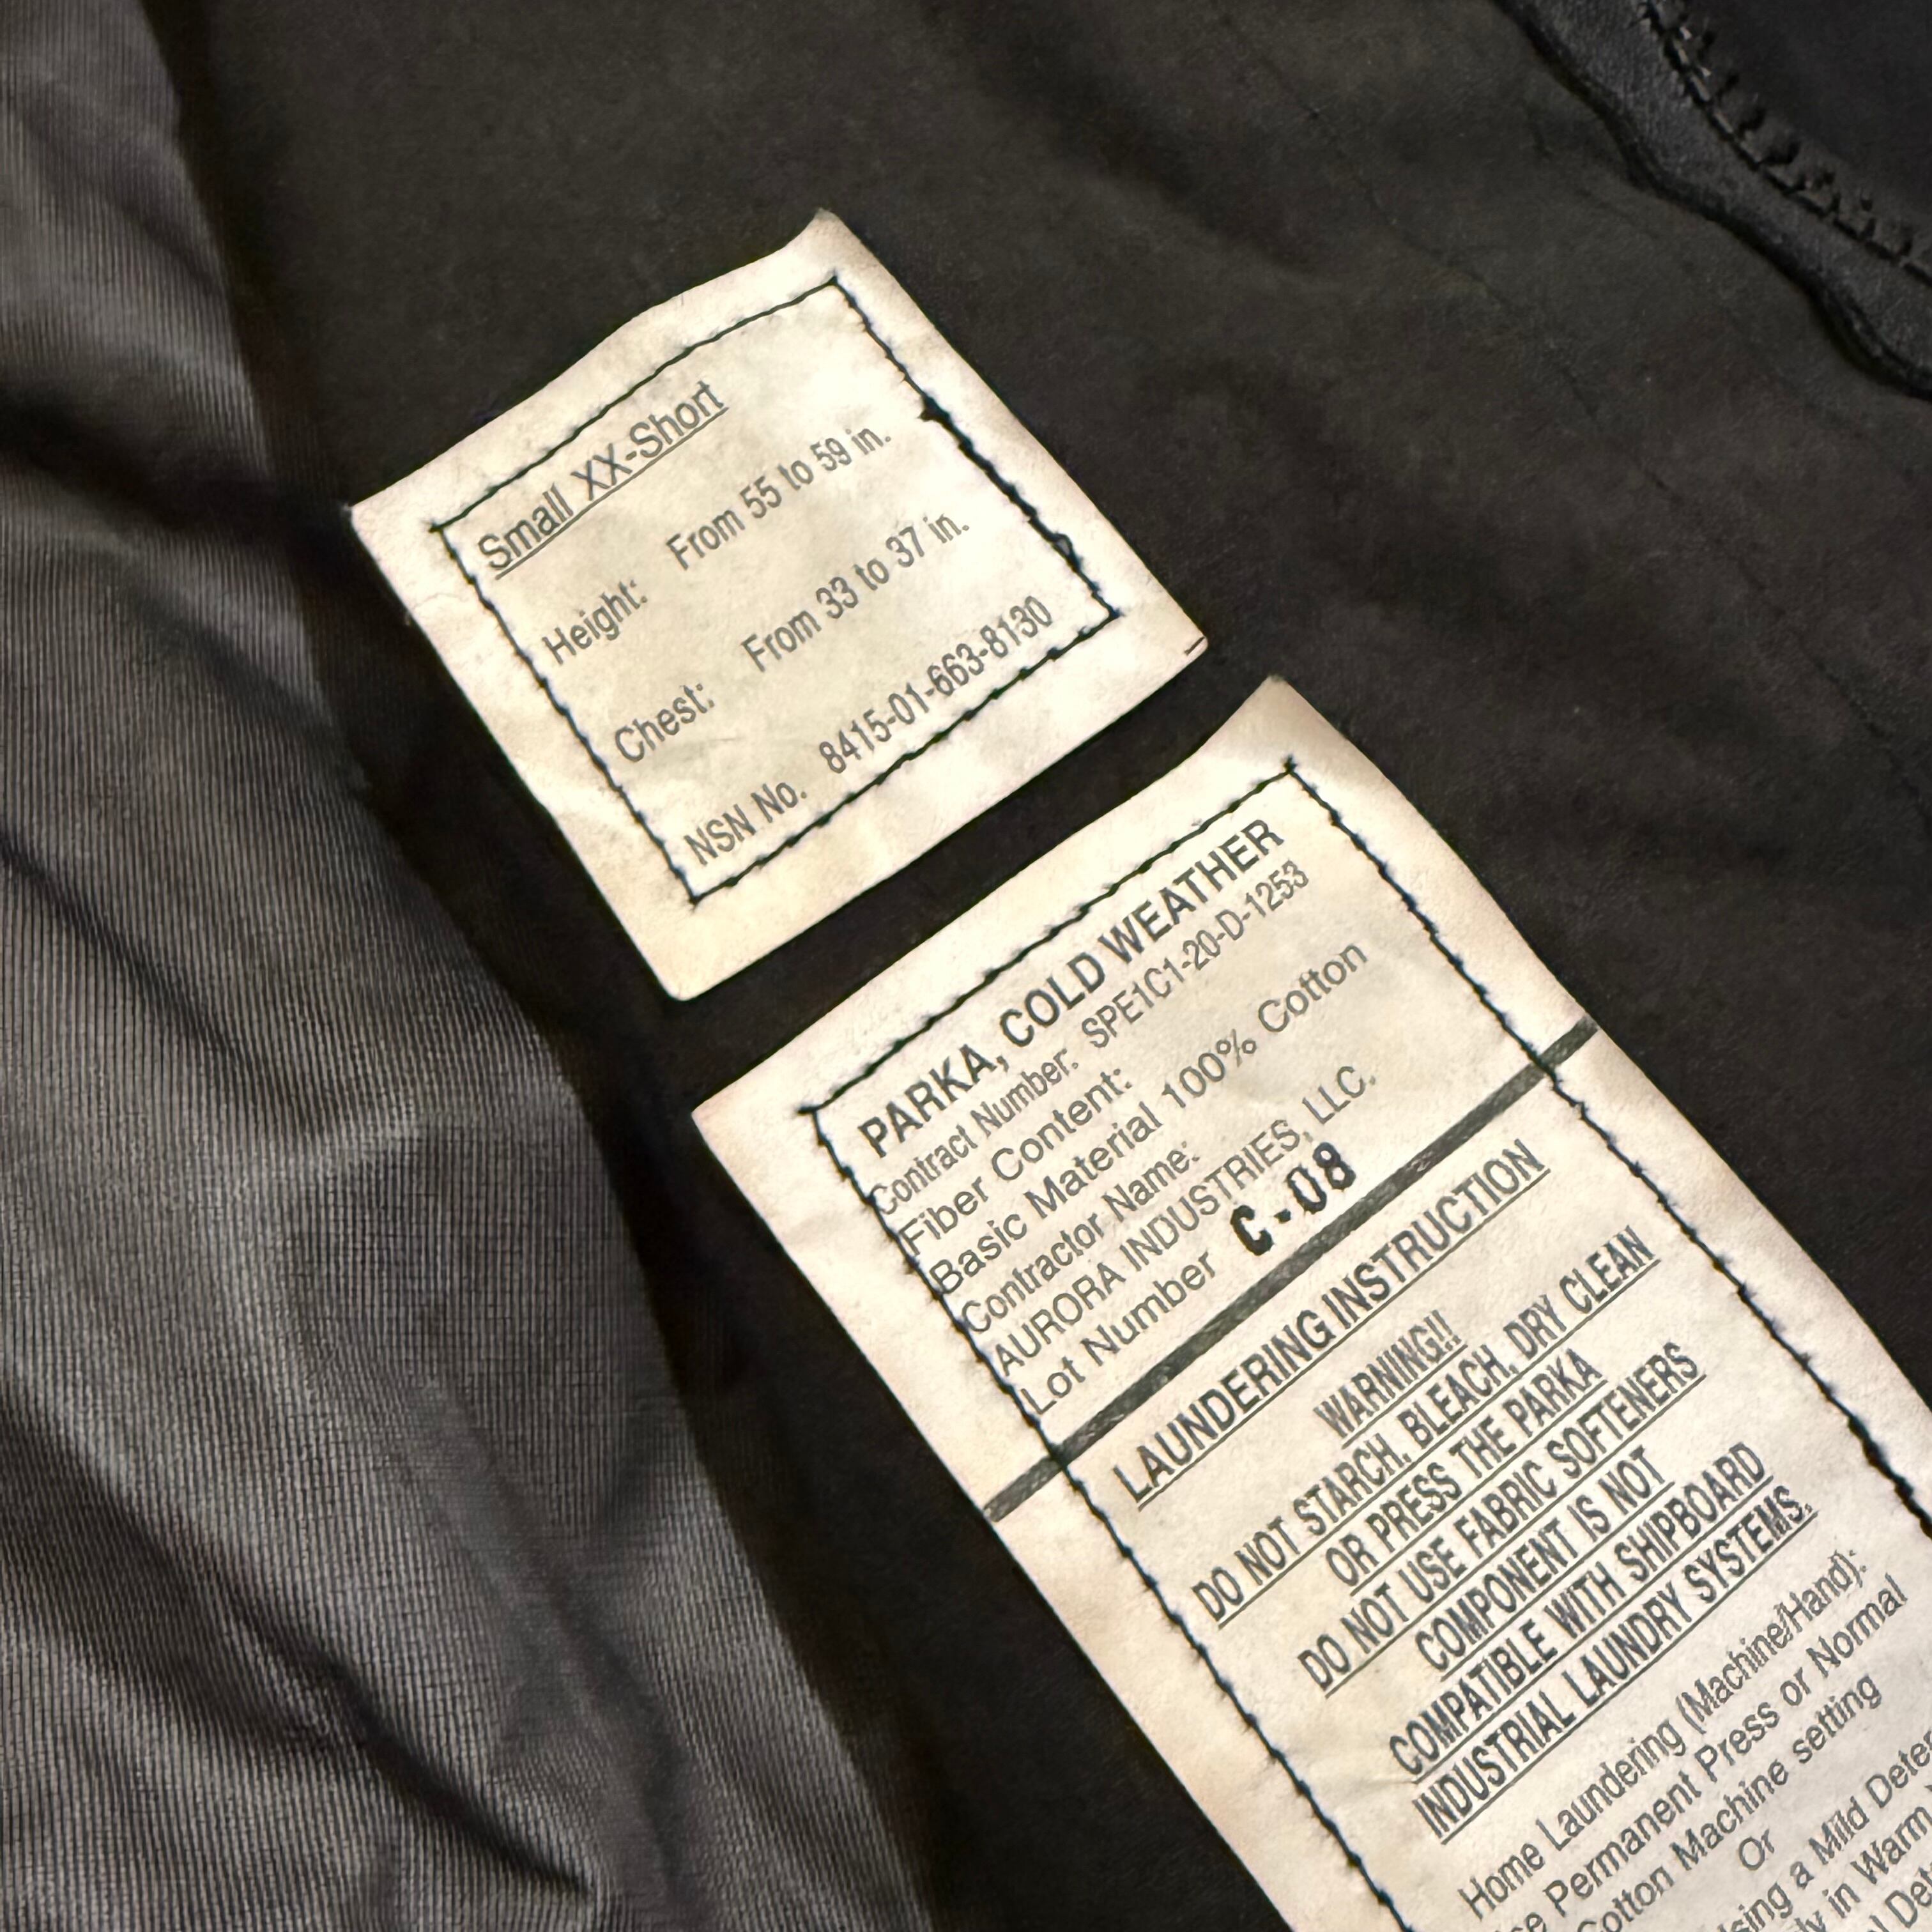 Small XX-Short
Height: From 55 to 59 in.
Chest: From 33 to 37 in.
NSN No. 8415-01-663-8130
PARKA, COLD WEATHER
Contract Number: SPE1C1-20-D-1253
Fiber Content:
Basic Material 100% Cotton
Contractor Name:
AURORA INDUSTRIES, LLC.
Lot Number C-08
LAUNDERING INSTRUCTION
WARNING!!
DO NOT STARCH, BLEACH, DRY CLEAN
OR PRESS THE PARKA
DO NOT USE FABRIC SOFTENERS
COMPONENT IS NOT
COMPATIBLE WITH SHIPBOARD
INDUSTRIAL LAUNDRY SYSTEMS.
Home Laundering (Machine/Hand):
Permanent Press or Normal
Cotton Machine setting
Or
a Mild
in Warm